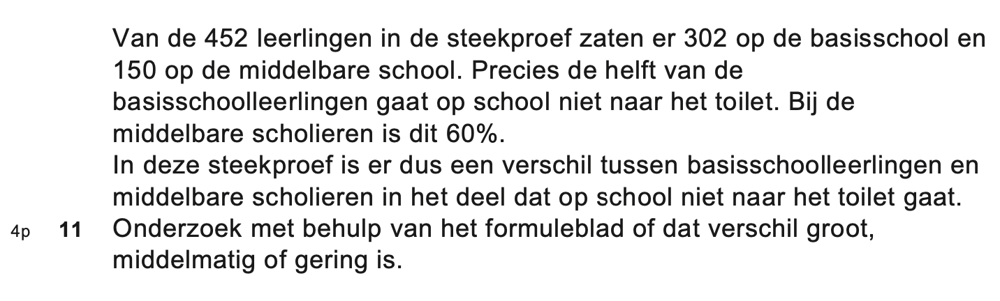 Van de 452 leerlingen in de steekproef zaten er 302 op de basisschool en
150 op de middelbare school. Precies de helft van de
basisschoolleerlingen gaat op school niet naar het toilet. Bij de
middelbare scholieren is dit 60%.
In deze steekproef is er dus een verschil tussen basisschoolleerlingen en
middelbare scholieren in het deel dat op school niet naar het toilet gaat.
4p 11 Onderzoek met behulp van het formuleblad of dat verschil groot,
middelmatig of gering is.